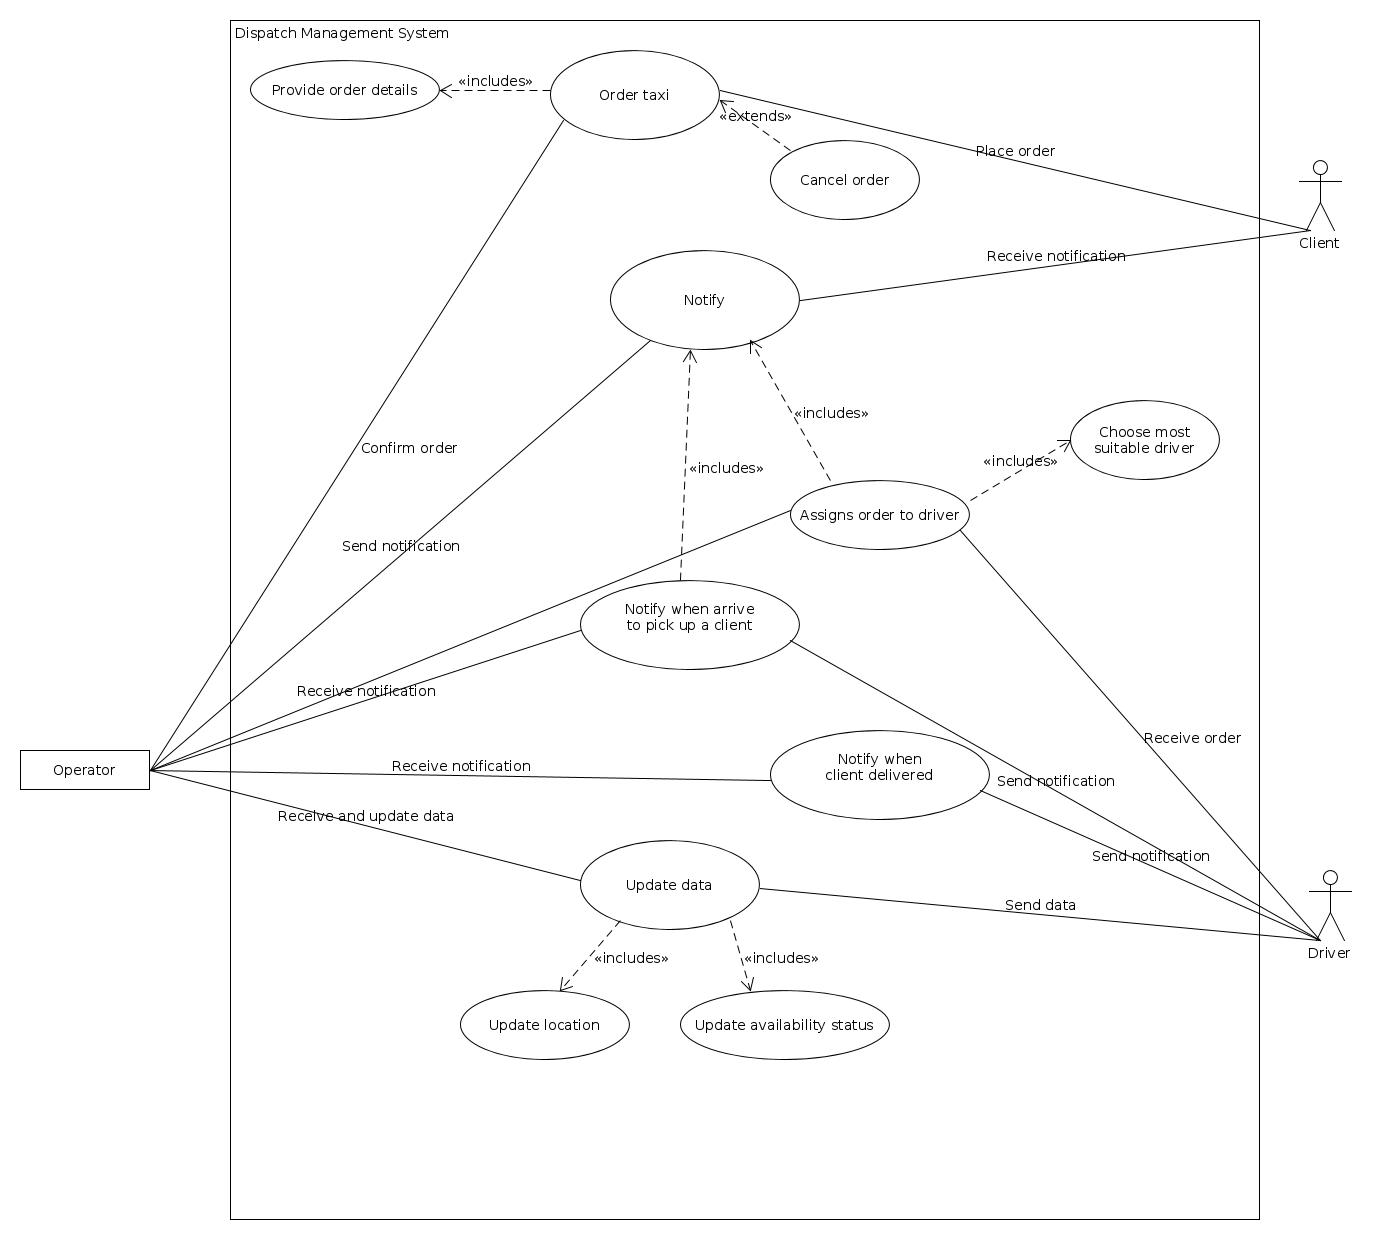 Dispatch Management System
Provide order details
«includes»
Order taxi
«extends»
Place order
Cancel order
Client
Receive notification
Notify
«includes»
Choose most
suitable driver
Confirm order
«includes»
«includes»
Assigns order to driver
Send notification
Notify when arrive
to pick up a client
Receive notification
Receive order
Operator
Receive notification
Notify when
client delivered
Send notification
Receive and update data
Send notification
Update data
Send data
Driver
«includes»
«includes»
Update location
Update availability status